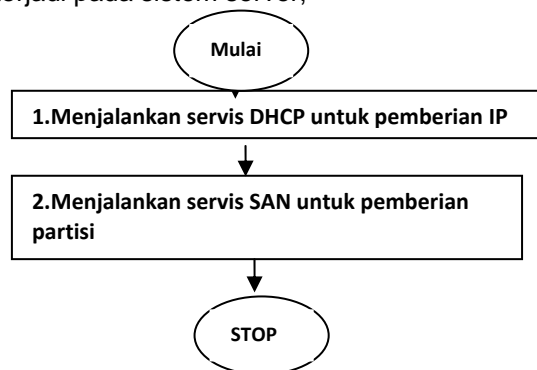 pada sistem server,
Mulai
1.Menjalankan servis DHCP untuk pemberian IP
2.Menjalankan servis SAN untuk pemberian
partisi
STOP